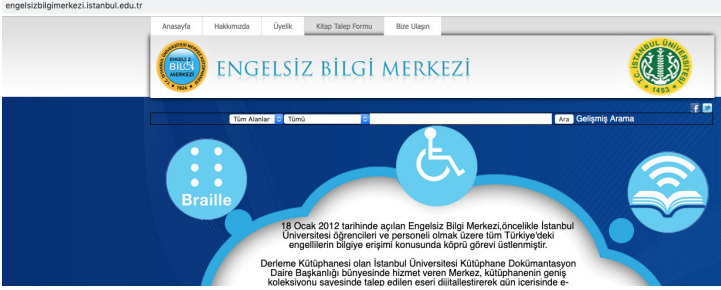 engelsizbilgimerkezi.istanbul.edu.tr
Anasayfa Hakkımızda Üyelik Kitap Talep Formu Bize Ulaşın
ENGELSİZ BİLGİ MERKEZİ
ENGELSİZ
BİLGİ
MERKEZİ
1924
T.C. İSTANBUL ÜNİVERSİTESİ
1453
Tüm Alanlar Tümü Ara Gelişmiş Arama
Braille
18 Ocak 2012 tarihinde açılan Engelsiz Bilgi Merkezi,öncelikle İstanbul
Üniversitesi öğrencileri ve personeli olmak üzere tüm Türkiye'deki
engellilerin bilgiye erişimi konusunda köprü görevi üstlenmiştir.
Derleme Kütüphanesi olan İstanbul Üniversitesi Kütüphane Dokümantasyon
Daire Başkanlığı bünyesinde hizmet veren Merkez, kütüphanenin geniş
koleksiyonu sayesinde talep edilen eseri dijitalleştirerek gün içerisinde e-